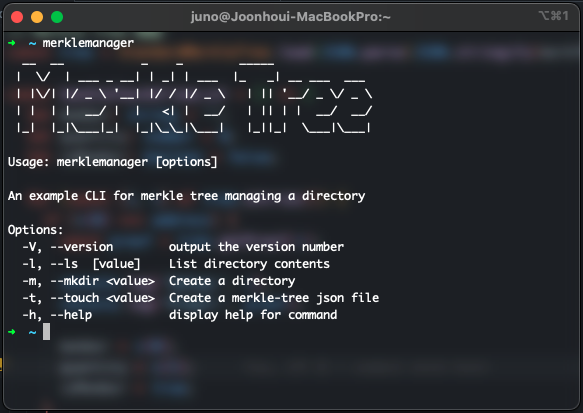 juno@Joonhoui-MacBookPro:~
⌥⌘1
➜ ~ merklemanager
Merkle Tree
Usage: merklemanager [options]
An example CLI for merkle tree managing a directory
Options:
-V, --version output the version number
-l, --ls [value] List directory contents
-m, --mkdir <value> Create a directory
-t, --touch <value> Create a merkle-tree json file
-h, --help display help for command
➜ ~